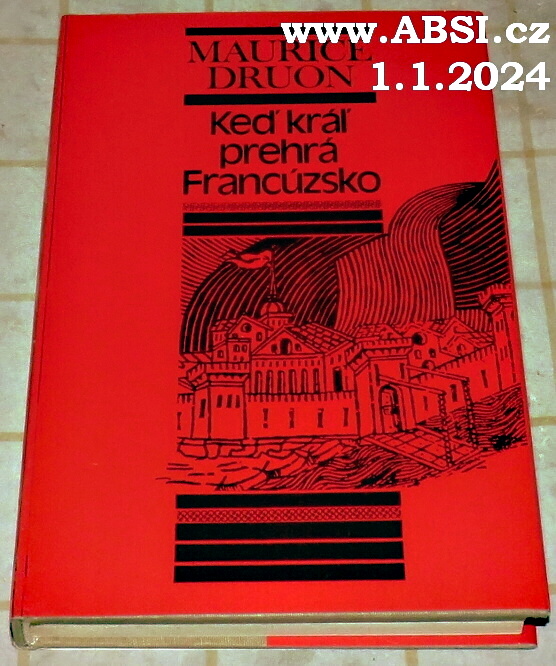 www.ABSI.cz
1.1.2024
MAURICE
DRUON
Keď kráľ
prehrá
Francúzsko